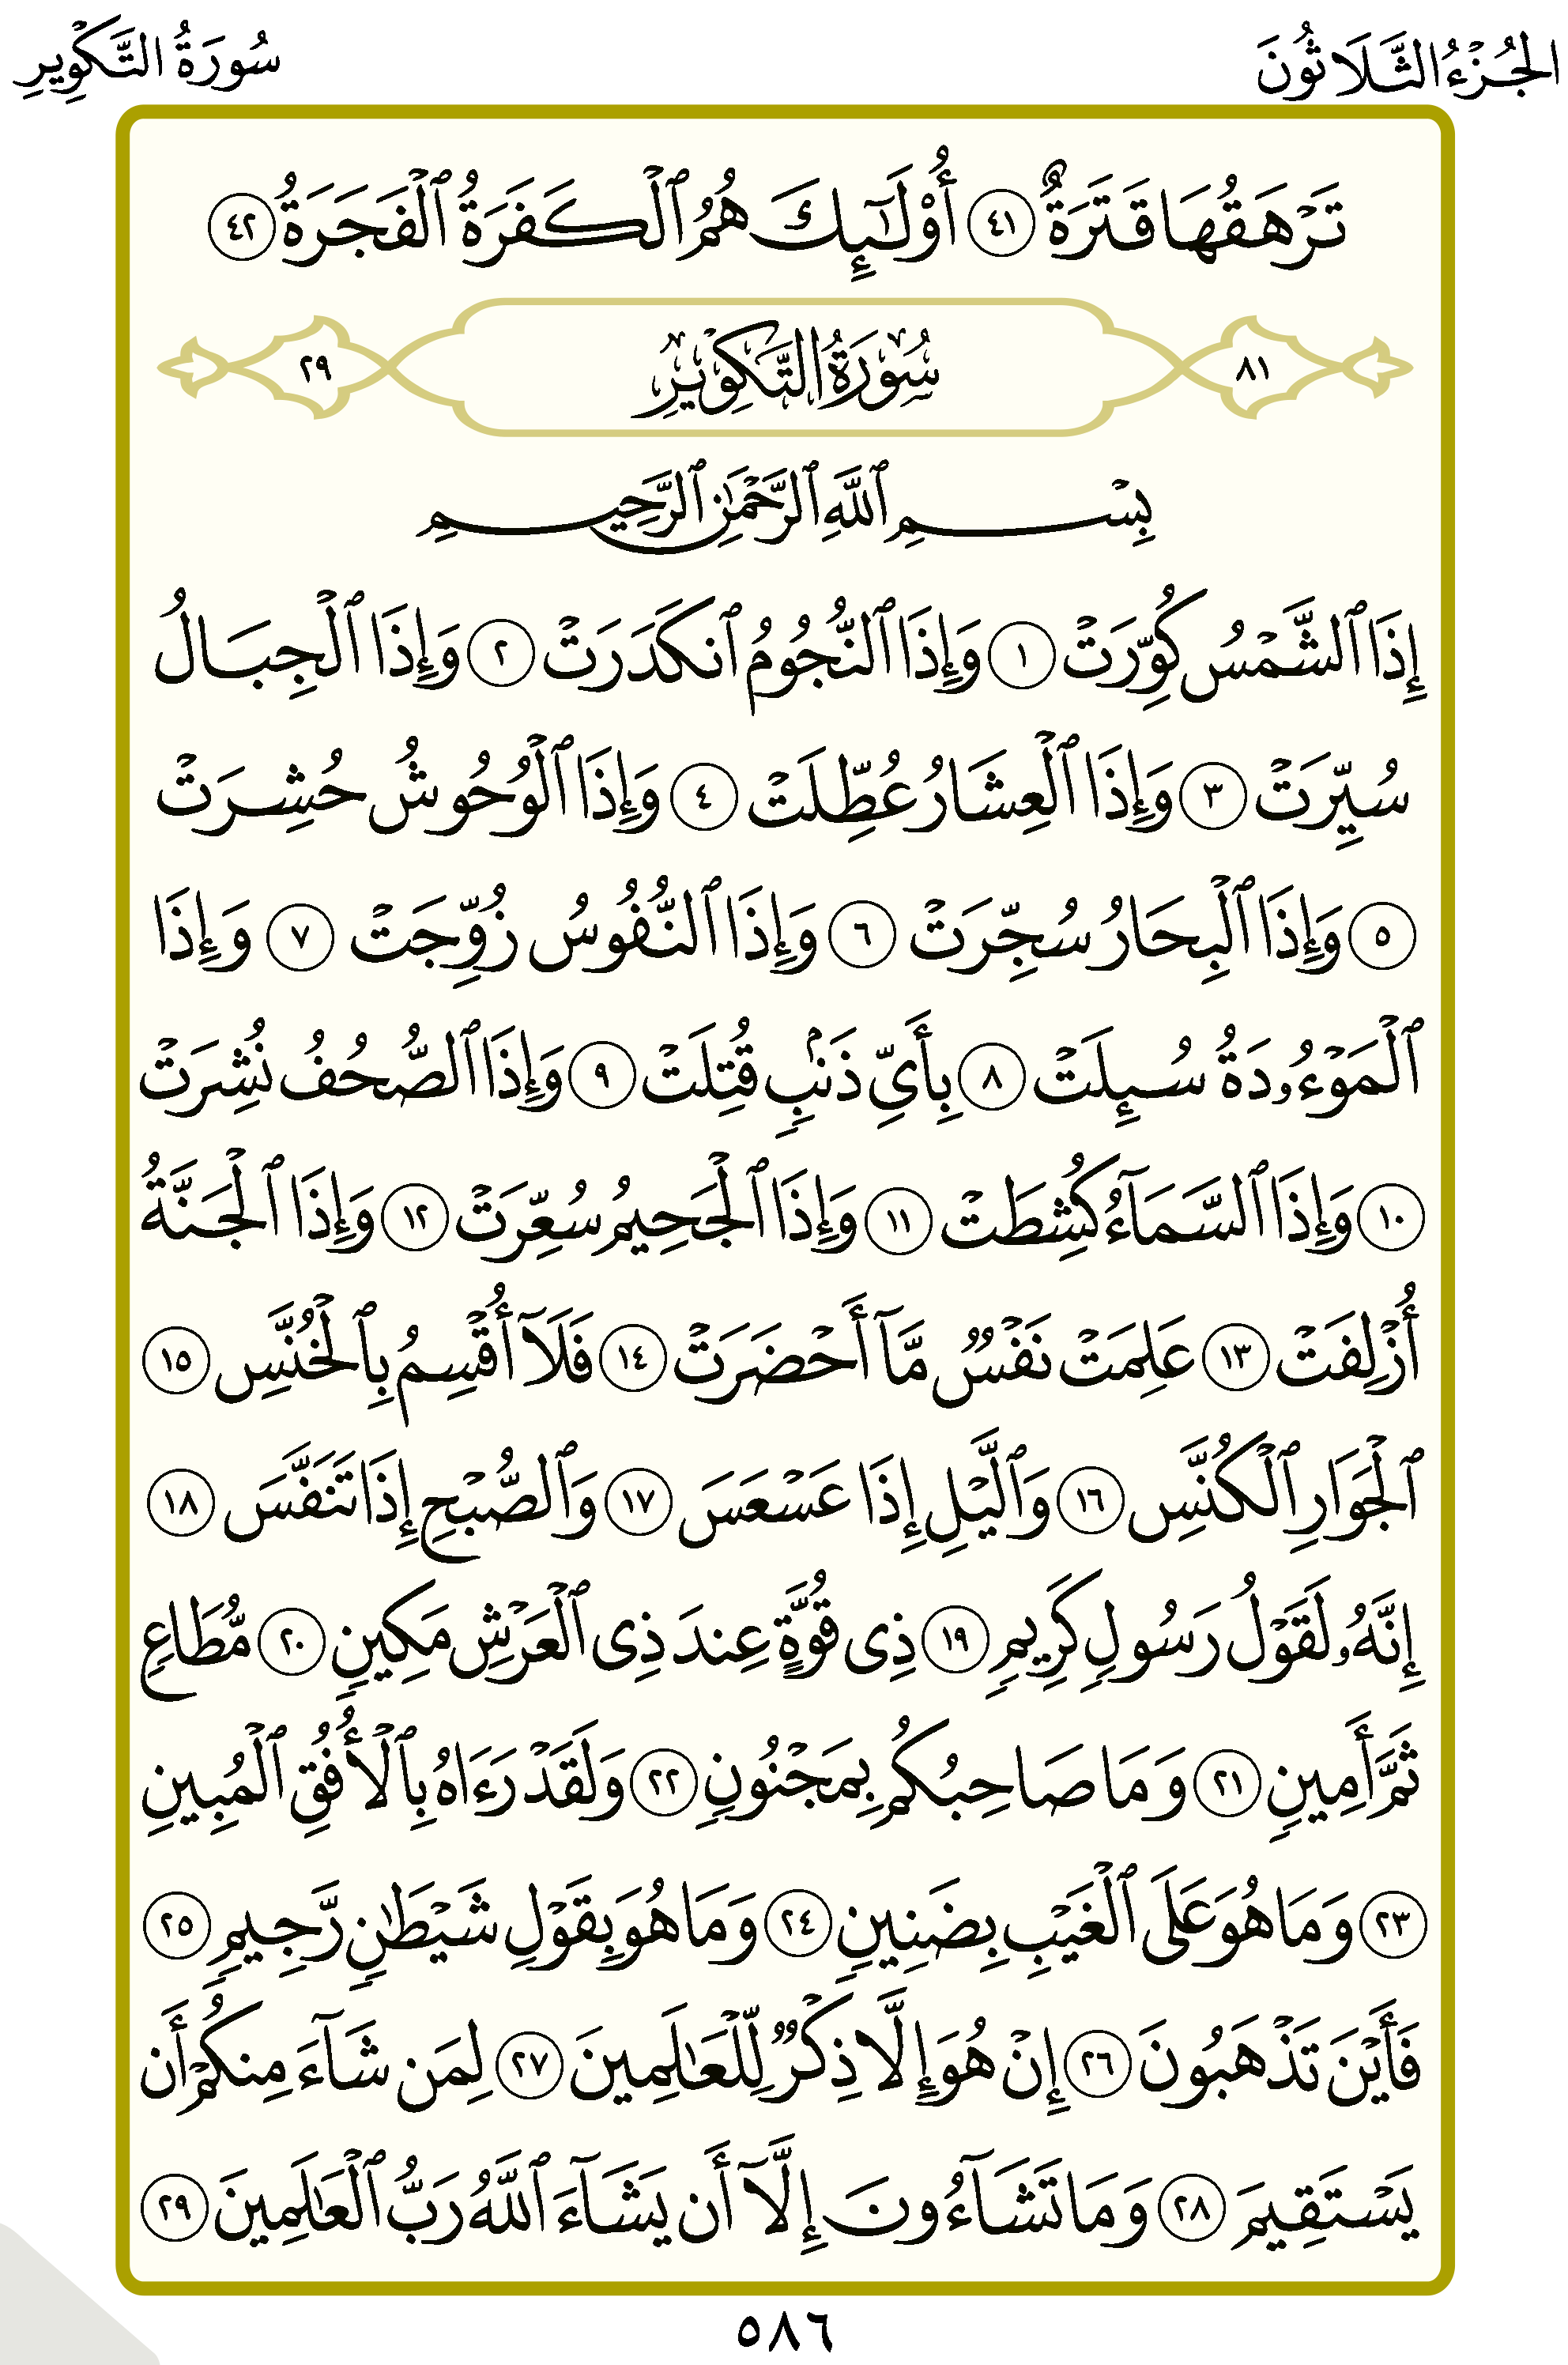 الجُزْءُ الثَّلَاثُونَ
سُورَةُ التَّكْوِيرِ
تَرْهَقُهَا قَتَرَةٌ ٤١ أُوْلَٰٓئِكَ هُمُ ٱلْكَفَرَةُ ٱلْفَجَرَةُ ٤٢
٨١ سُورَةُ التَّكْوِيرِ ٢٩
بِسْمِ ٱللَّهِ ٱلرَّحْمَٰنِ ٱلرَّحِيمِ
إِذَا ٱلشَّمْسُ كُوِّرَتْ ١ وَإِذَا ٱلنُّجُومُ ٱنكَدَرَتْ ٢ وَإِذَا ٱلْجِبَالُ
سُيِّرَتْ ٣ وَإِذَا ٱلْعِشَارُ عُطِّلَتْ ٤ وَإِذَا ٱلْوُحُوشُ حُشِرَتْ
٥ وَإِذَا ٱلْبِحَارُ سُجِّرَتْ ٦ وَإِذَا ٱلنُّفُوسُ زُوِّجَتْ ٧ وَإِذَا
ٱلْمَوْءُۥدَةُ سُئِلَتْ ٨ بِأَيِّ ذَنۢبٍ قُتِلَتْ ٩ وَإِذَا ٱلصُّحُفُ نُشِرَتْ
١٠ وَإِذَا ٱلسَّمَآءُ كُشِطَتْ ١١ وَإِذَا ٱلْجَحِيمُ سُعِّرَتْ ١٢ وَإِذَا ٱلْجَنَّةُ
أُزْلِفَتْ ١٣ عَلِمَتْ نَفْسٌ مَّآ أَحْضَرَتْ ١٤ فَلَآ أُقْسِمُ بِٱلْخُنَّسِ ١٥
ٱلْجَوَارِ ٱلْكُنَّسِ ١٦ وَٱلَّيْلِ إِذَا عَسْعَسَ ١٧ وَٱلصُّبْحِ إِذَا تَنَفَّسَ ١٨
إِنَّهُۥ لَقَوْلُ رَسُولٍ كَرِيمٍ ١٩ ذِى قُوَّةٍ عِندَ ذِى ٱلْعَرْشِ مَكِينٍ ٢٠ مُّطَاعٍ
ثَمَّ أَمِينٍ ٢١ وَمَا صَاحِبُكُم بِمَجْنُونٍ ٢٢ وَلَقَدْ رَءَاهُ بِٱلْأُفُقِ ٱلْمُبِينِ
٢٣ وَمَا هُوَ عَلَى ٱلْغَيْبِ بِضَنِينٍ ٢٤ وَمَا هُوَ بِقَوْلِ شَيْطَٰنٍ رَّجِيمٍ ٢٥
فَأَيْنَ تَذْهَبُونَ ٢٦ إِنْ هُوَ إِلَّا ذِكْرٌ لِّلْعَٰلَمِينَ ٢٧ لِمَن شَآءَ مِنكُمْ أَن
يَسْتَقِيمَ ٢٨ وَمَا تَشَآءُونَ إِلَّآ أَن يَشَآءَ ٱللَّهُ رَبُّ ٱلْعَٰلَمِينَ ٢٩
٥٨٦